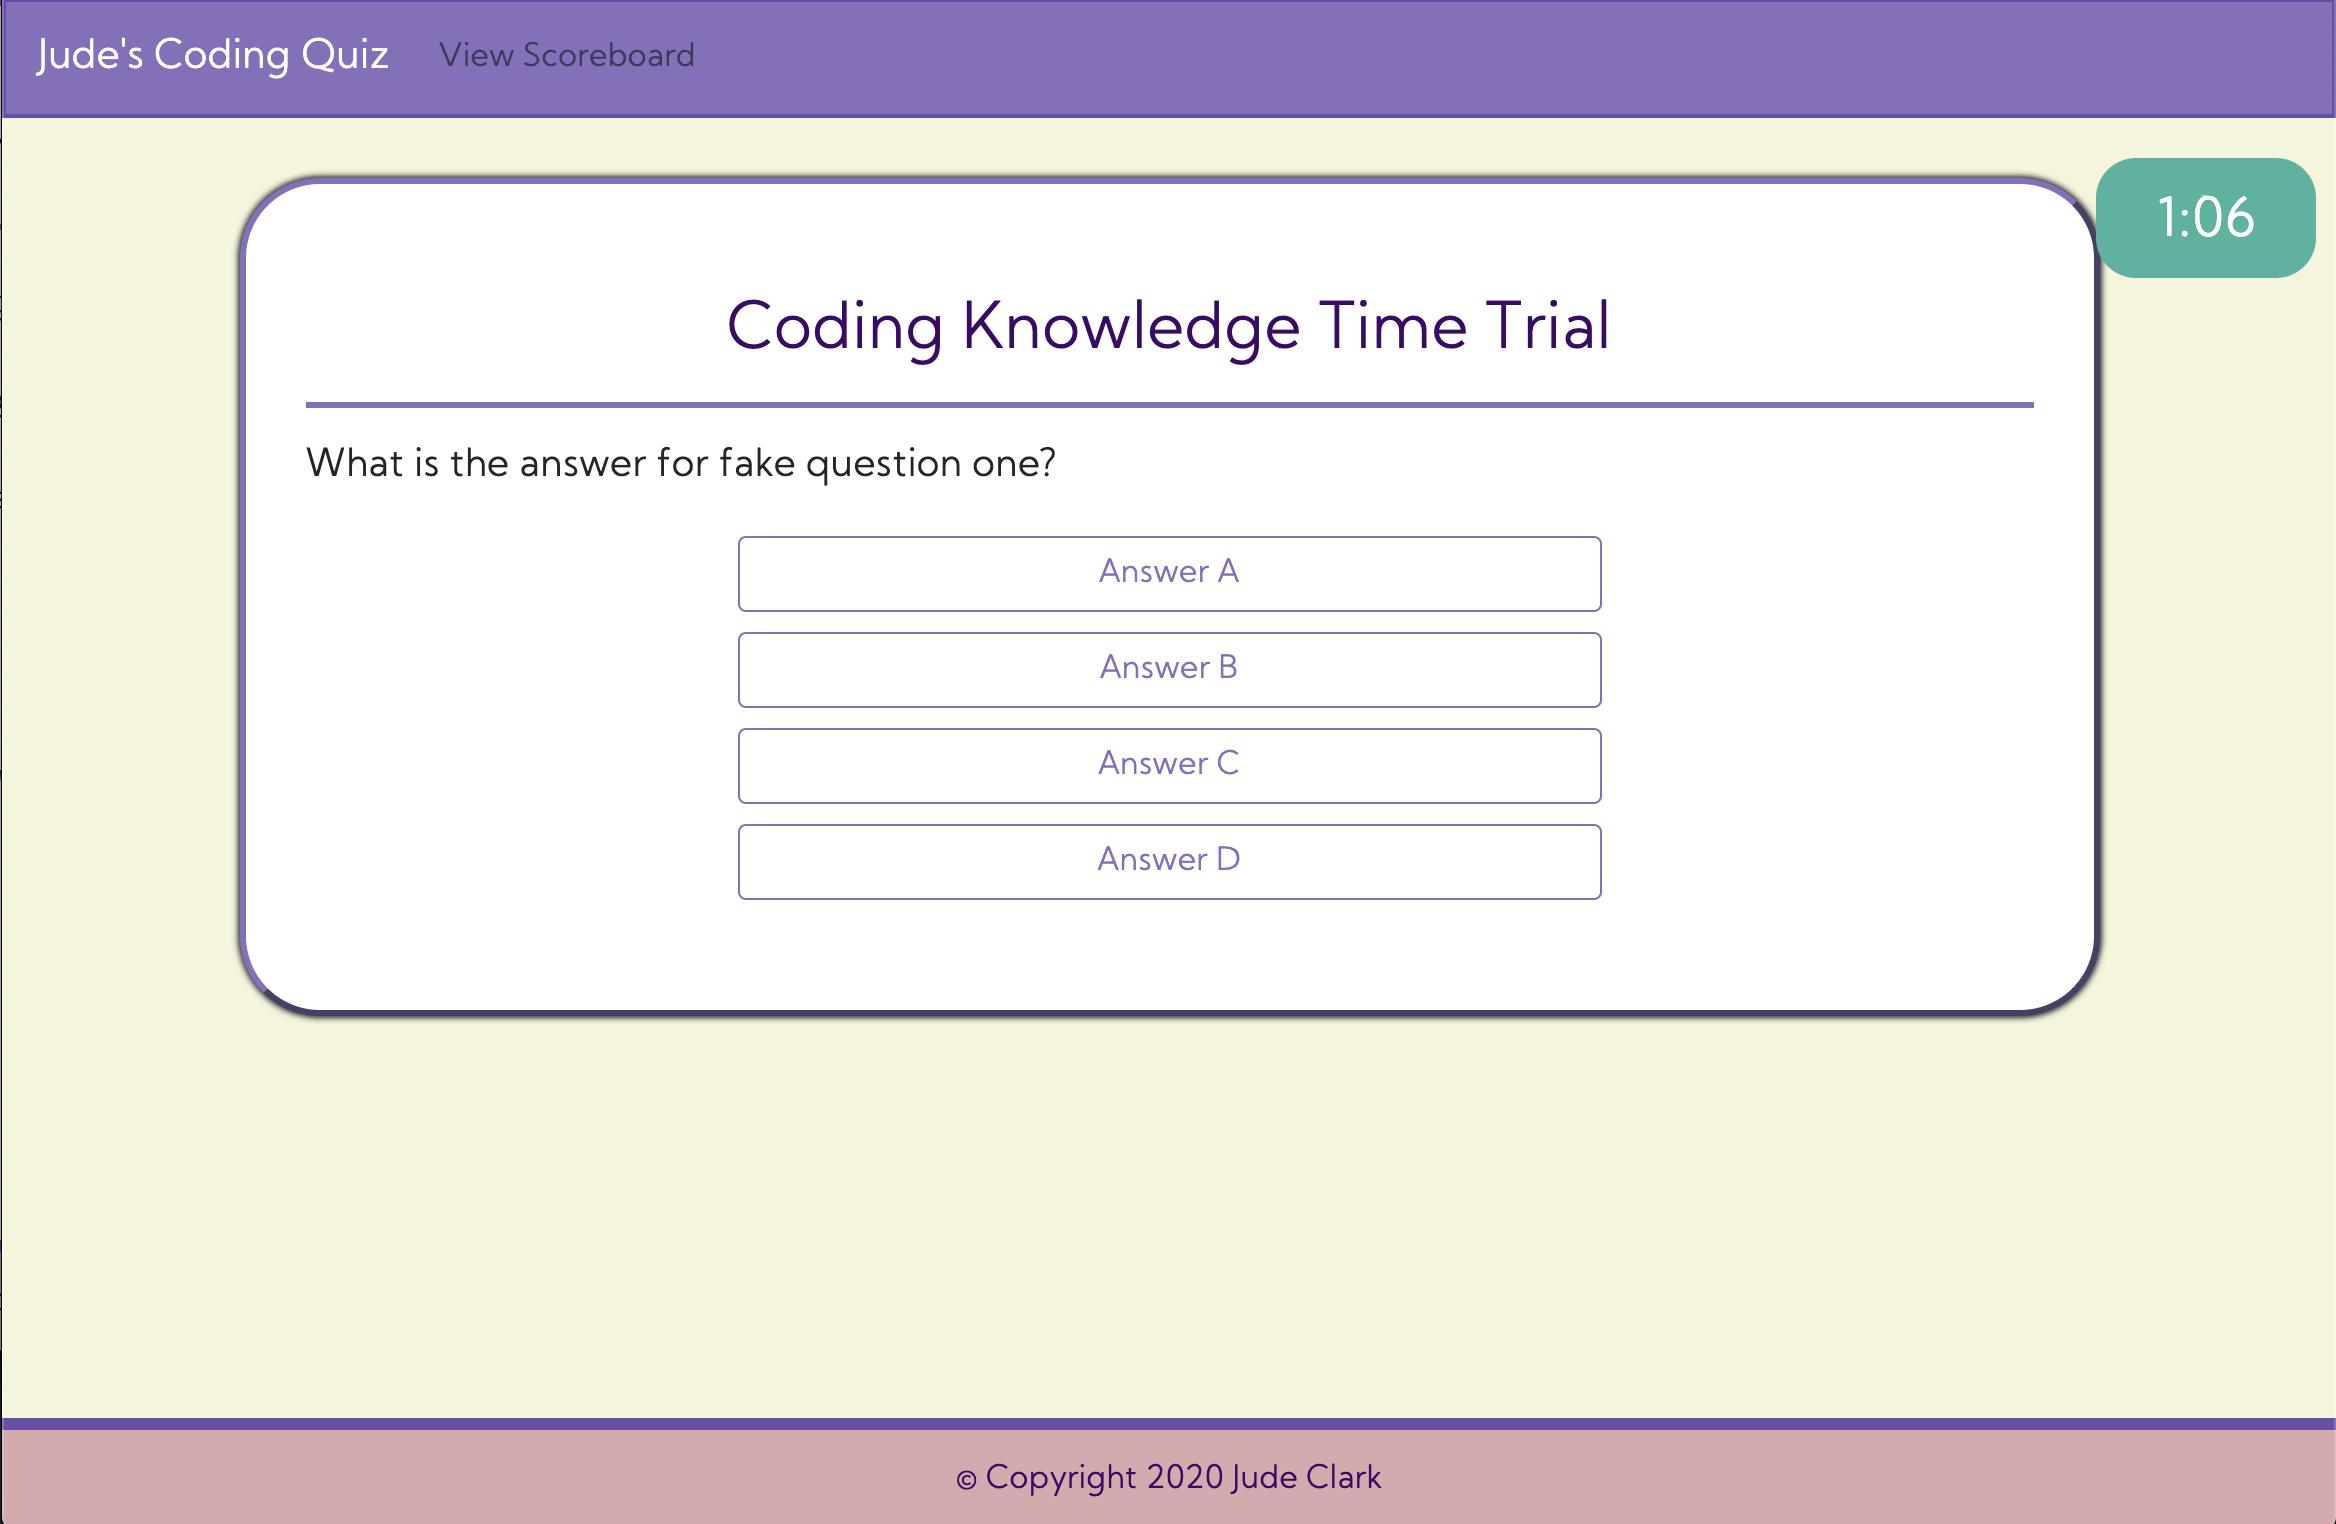 Jude's Coding Quiz View Scoreboard
1:06
Coding Knowledge Time Trial
What is the answer for fake question one?
Answer A
Answer B
Answer C
Answer D
© Copyright 2020 Jude Clark